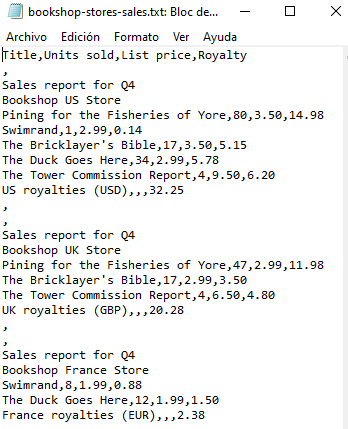 bookshop-stores-sales.txt: Bloc de...
Archivo Edición Formato Ver Ayuda
Title,Units sold,List price,Royalty
,
Sales report for Q4
Bookshop US Store
Pining for the Fisheries of Yore,80,3.50,14.98
Swimrand,1,2.99,0.14
The Bricklayer's Bible,17,3.50,5.15
The Duck Goes Here,34,2.99,5.78
The Tower Commission Report,4,9.50,6.20
US royalties (USD),,,32.25
,
,
Sales report for Q4
Bookshop UK Store
Pining for the Fisheries of Yore,47,2.99,11.98
The Bricklayer's Bible,17,2.99,3.50
The Tower Commission Report,4,6.50,4.80
UK royalties (GBP),,,20.28
,
,
Sales report for Q4
Bookshop France Store
Swimrand,8,1.99,0.88
The Duck Goes Here,12,1.99,1.50
France royalties (EUR),,,2.38